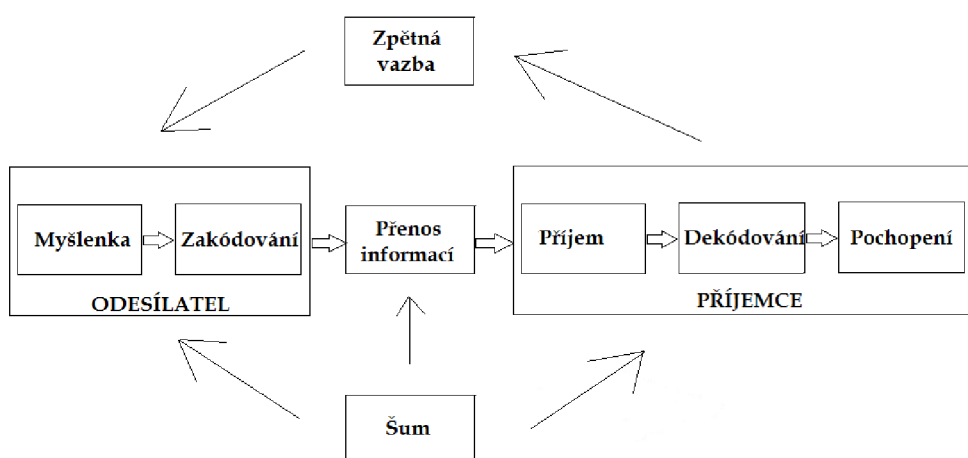 Zpětná
vazba
Myšlenka
Zakódování
ODESÍLATEL
Přenos
informací
Příjem
Dekódování
Pochopení
PŘÍJEMCE
Šum